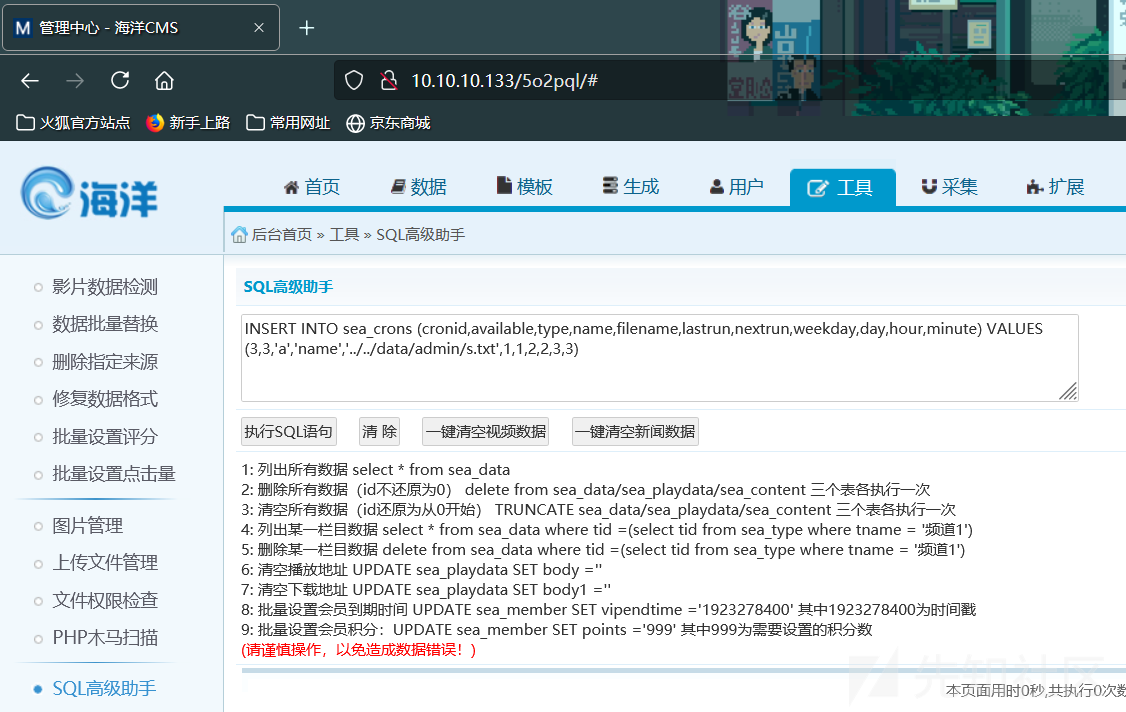 管理中心 - 海洋CMS
10.10.10.133/5o2pql/#
火狐官方站点 新手上路 常用网址 京东商城
海洋
首页 数据 模板 生成 用户 工具 采集 扩展
后台首页 » 工具 » SQL高级助手
影片数据检测
数据批量替换
删除指定来源
修复数据格式
批量设置评分
批量设置点击量
图片管理
上传文件管理
文件权限检查
PHP木马扫描
SQL高级助手
SQL高级助手
INSERT INTO sea_crons (cronid,available,type,name,filename,lastrun,nextrun,weekday,day,hour,minute) VALUES
(3,3,'a','name','../../data/admin/s.txt',1,1,2,2,3,3)
执行SQL语句 清 除 一键清空视频数据 一键清空新闻数据
1: 列出所有数据 select * from sea_data
2: 删除所有数据（id不还原为0） delete from sea_data/sea_playdata/sea_content 三个表各执行一次
3: 清空所有数据（id还原为从0开始） TRUNCATE sea_data/sea_playdata/sea_content 三个表各执行一次
4: 列出某一栏目数据 select * from sea_data where tid =(select tid from sea_type where tname = '频道1')
5: 删除某一栏目数据 delete from sea_data where tid =(select tid from sea_type where tname = '频道1')
6: 清空播放地址 UPDATE sea_playdata SET body =''
7: 清空下载地址 UPDATE sea_playdata SET body1 =''
8: 批量设置会员到期时间 UPDATE sea_member SET vipendtime ='1923278400' 其中1923278400为时间戳
9: 批量设置会员积分：UPDATE sea_member SET points ='999' 其中999为需要设置的积分数
(请谨慎操作，以免造成数据错误！)
先知社区
本页面用时0秒,共执行0次数